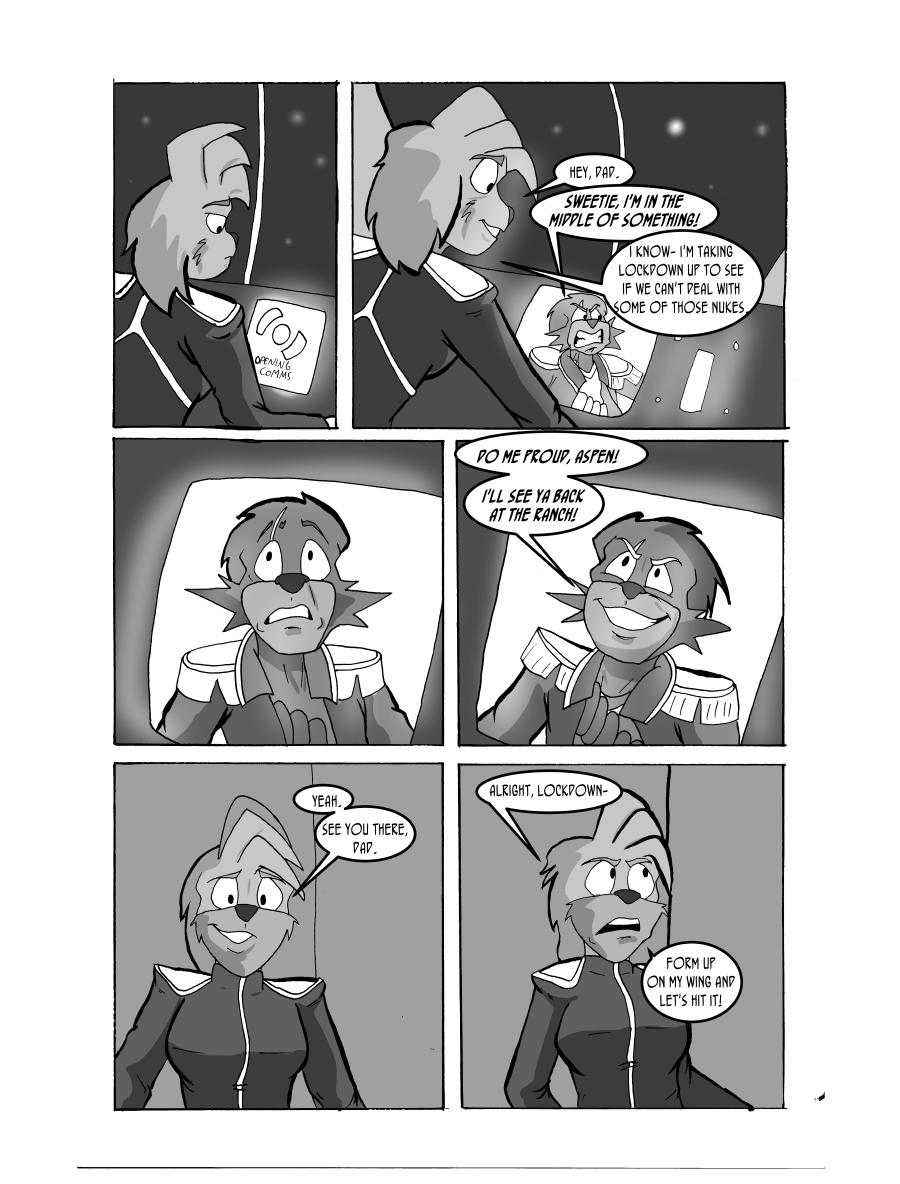 OPENING
COMMS
HEY, DAD.
SWEETIE, I'M IN THE
MIDDLE OF SOMETHING!
I KNOW- I'M TAKING
LOCKDOWN UP TO SEE
IF WE CAN'T DEAL WITH
SOME OF THOSE NUKES.
DO ME PROUD, ASPEN!
I'LL SEE YA BACK
AT THE RANCH!
YEAH.
SEE YOU THERE,
DAD.
ALRIGHT, LOCKDOWN-
FORM UP
ON MY WING AND
LET'S HIT IT!